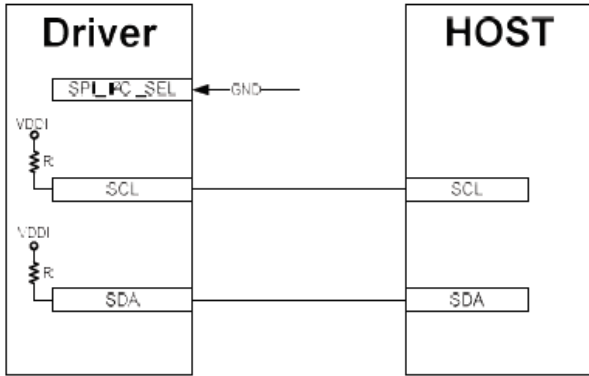 Driver
HOST
SPI_I²C_SEL
GND
VDDI
R
SCL
SCL
VDDI
R
SDA
SDA